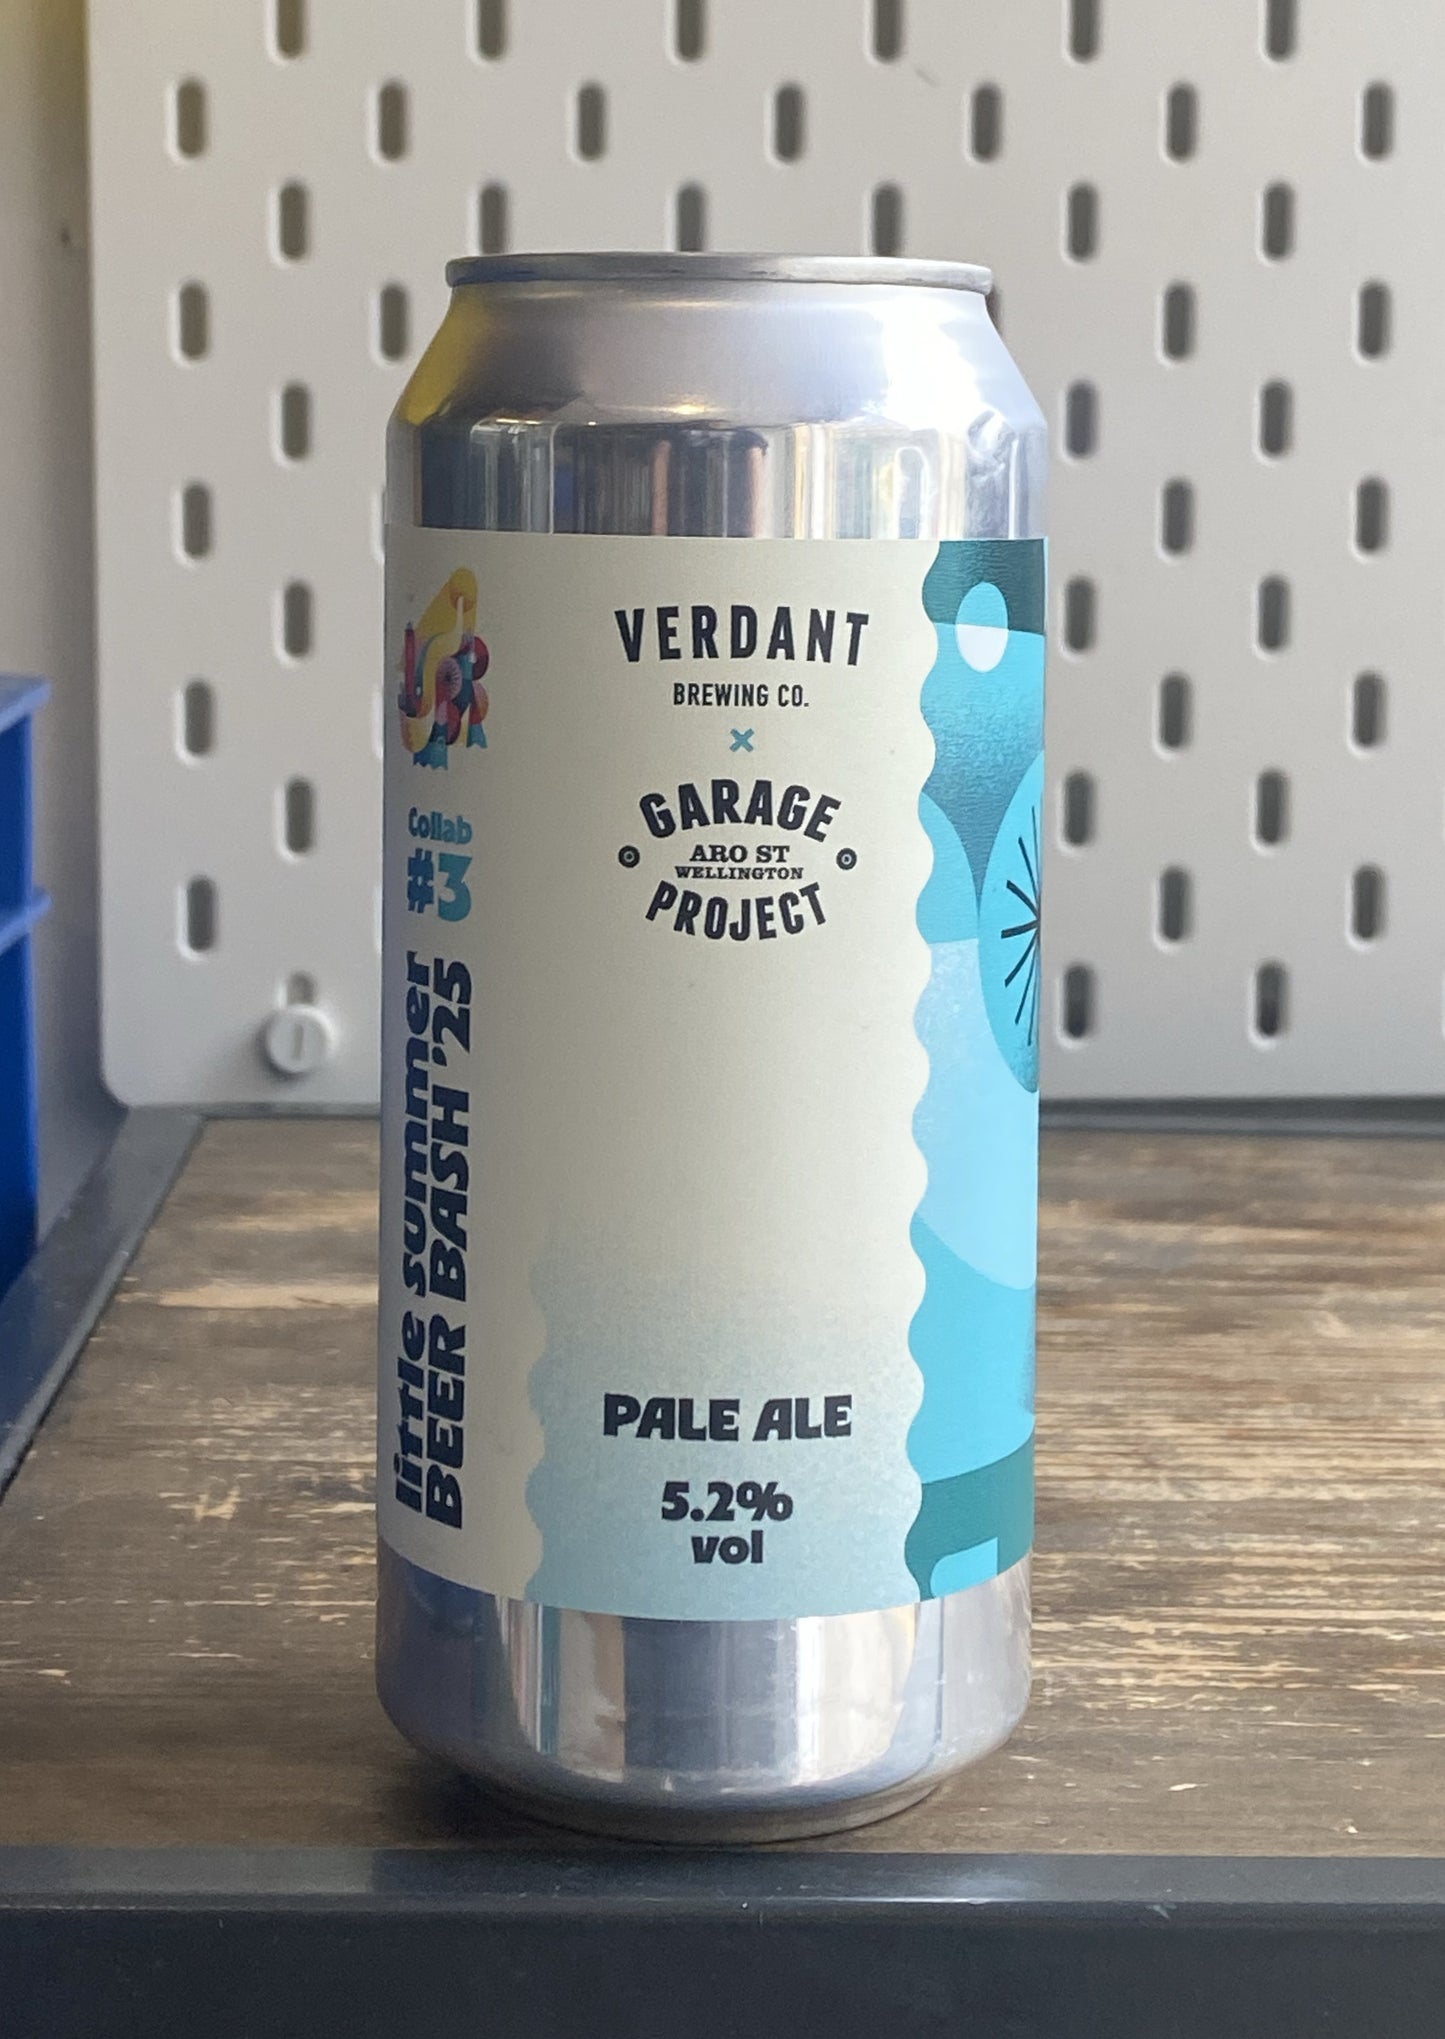 VERDANT
BREWING CO.
×
GARAGE
ARO ST
WELLINGTON
PROJECT
PALE ALE
5.2%
vol
Collab
#3
little summer
BEER BASH '25